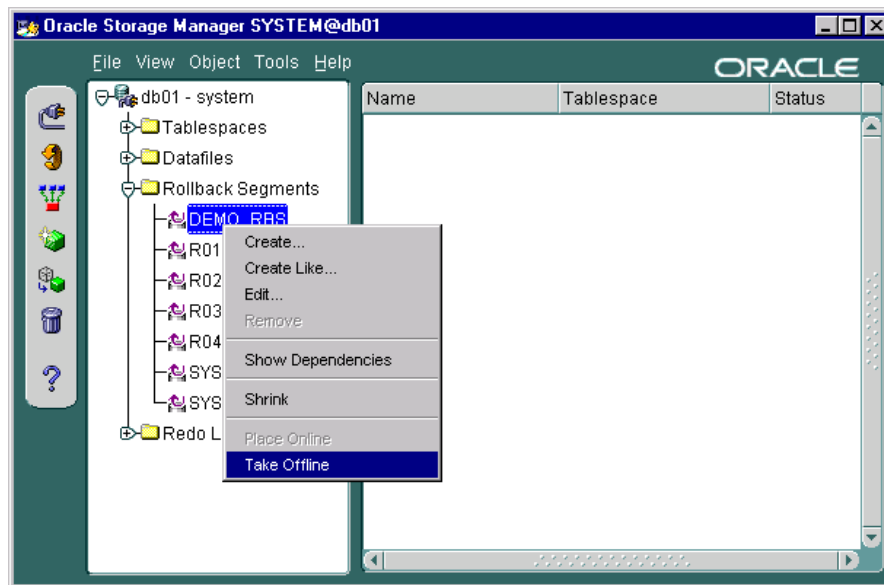 Oracle Storage Manager SYSTEM@db01
File View Object Tools Help
ORACLE
db01 - system
Name Tablespace Status
Tablespaces
Datafiles
Rollback Segments
DEMO_RBS
R01
R02
R03
R04
SYS
SYS
Redo L
Create...
Create Like...
Edit...
Remove
Show Dependencies
Shrink
Place Online
Take Offline
?